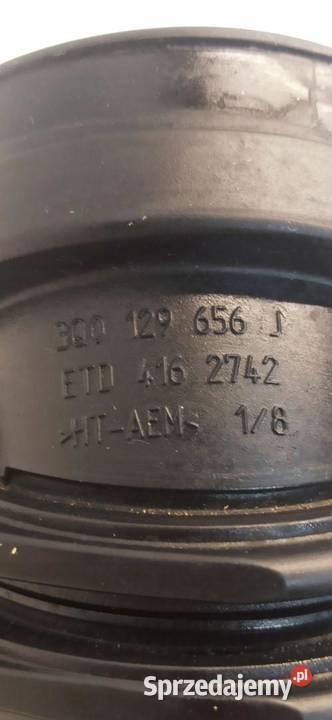 3Q0 129 656 J
ETD 416 2742
>HT-AEM< 1/8
Sprzedajemy.pl